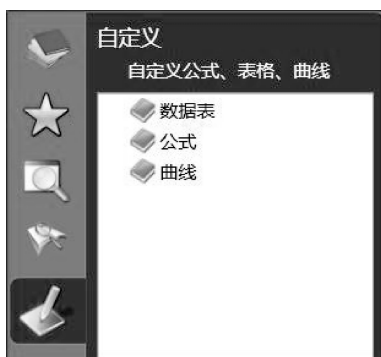 自定义
自定义公式、表格、曲线
数据表
公式
曲线